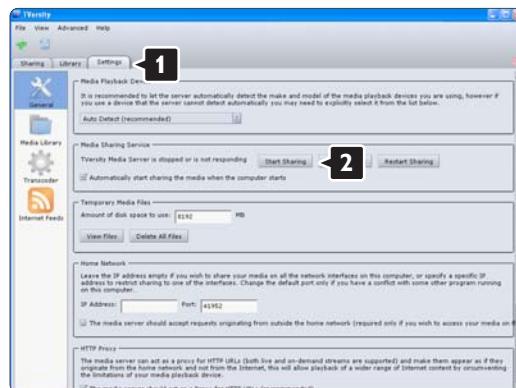 TVersity
File View Advanced Help
Sharing Library Settings
1
Media Playback Dev
It is recommended to let the server automatically detect the make and model of the media playback devices you are using, however if
you use a device that the server cannot detect automatically you may need to explicitly select it from the list below.
Auto Detect (recommended)
General
Media Library
Transcoder
Internet Feeds
Media Sharing Service
TVersity Media Server is stopped or is not responding Start Sharing 2 Restart Sharing
Automatically start sharing the media when the computer starts
Temporary Media Files
Amount of disk space to use: 8192 MB
View Files Delete All Files
Home Network
Leave the IP address empty if you wish to share your media on all the network interfaces on this computer, or specify a specific IP
address to restrict sharing to one of the interfaces. Change the default port only if you have a conflict with some other program running
on this computer.
IP Address: Port: 41952
The media server should accept requests originating from outside the home network (required only if you wish to access your media on
HTTP Proxy
The media server can act as a proxy for HTTP URLs (both live and on-demand streams are supported) and make them appear as if they
originate from the home network and not from the Internet, this will allow playback of a wider range of Internet content by circumventing
the limitations of your media playback device.